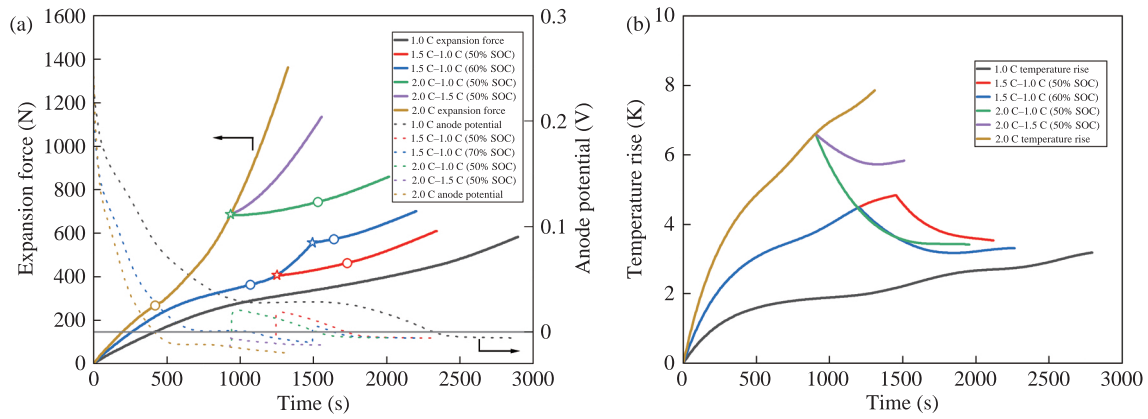 (a)
1600
1400
1200
1000
800
600
400
200
0
Expansion force (N)
0
500
1000
1500
2000
2500
3000
Time (s)
0.3
0.2
0.1
0
Anode potential (V)
1.0 C expansion force
1.5 C–1.0 C (50% SOC)
1.5 C–1.0 C (60% SOC)
2.0 C–1.0 C (50% SOC)
2.0 C–1.5 C (50% SOC)
2.0 C expansion force
1.0 C anode potential
1.5 C–1.0 C (50% SOC)
1.5 C–1.0 C (70% SOC)
2.0 C–1.0 C (50% SOC)
2.0 C–1.5 C (50% SOC)
2.0 C anode potential
(b)
10
8
6
4
2
0
Temperature rise (K)
0
500
1000
1500
2000
2500
3000
Time (s)
1.0 C temperature rise
1.5 C–1.0 C (50% SOC)
1.5 C–1.0 C (60% SOC)
2.0 C–1.0 C (50% SOC)
2.0 C–1.5 C (50% SOC)
2.0 C temperature rise